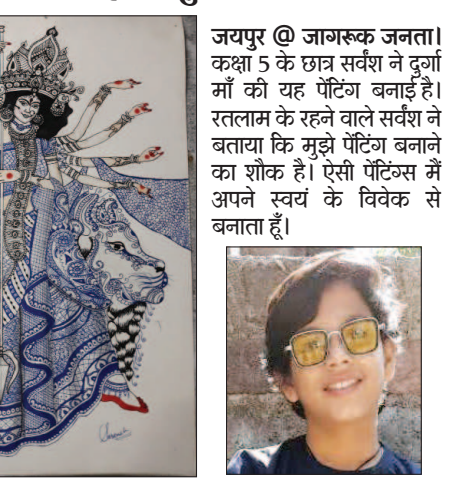 जयपुर @ जागरूक जनता।
कक्षा 5 के छात्र सर्वंश ने दुर्गा
माँ की यह पेंटिंग बनाई है।
रतलाम के रहने वाले सर्वंश ने
बताया कि मुझे पेंटिंग बनाने
का शौक है। ऐसी पेंटिंग्स मैं
अपने स्वयं के विवेक से
बनाता हूँ।